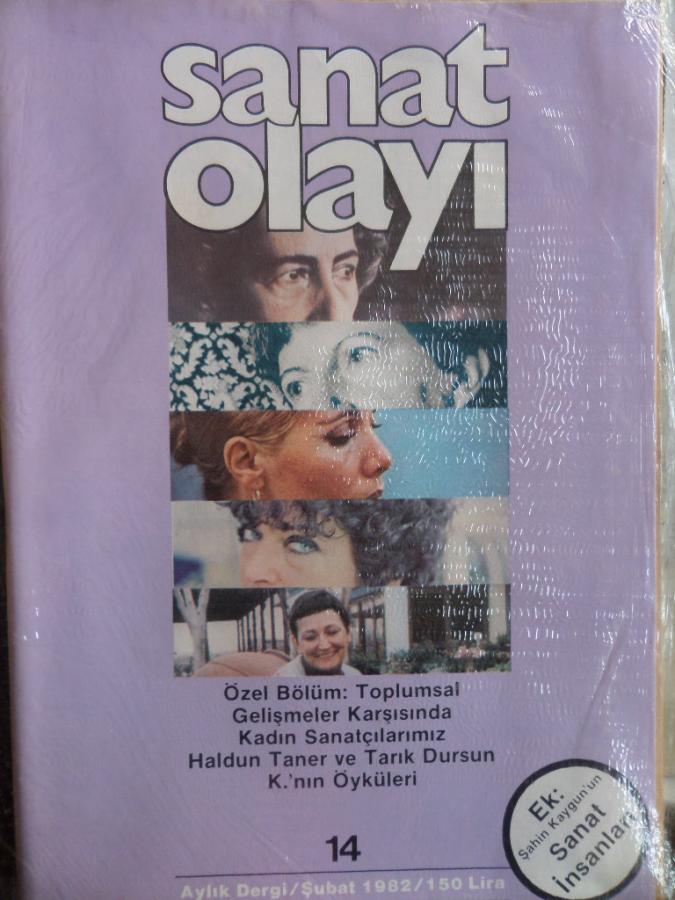 sanat
olayı
Özel Bölüm: Toplumsal
Gelişmeler Karşısında
Kadın Sanatçılarımız
Haldun Taner ve Tarık Dursun
K.'nın Öyküleri
14
Aylık Dergi/Şubat 1982/150 Lira
Ek:
Şahin Kaygun'un
Sanat
İnsanları